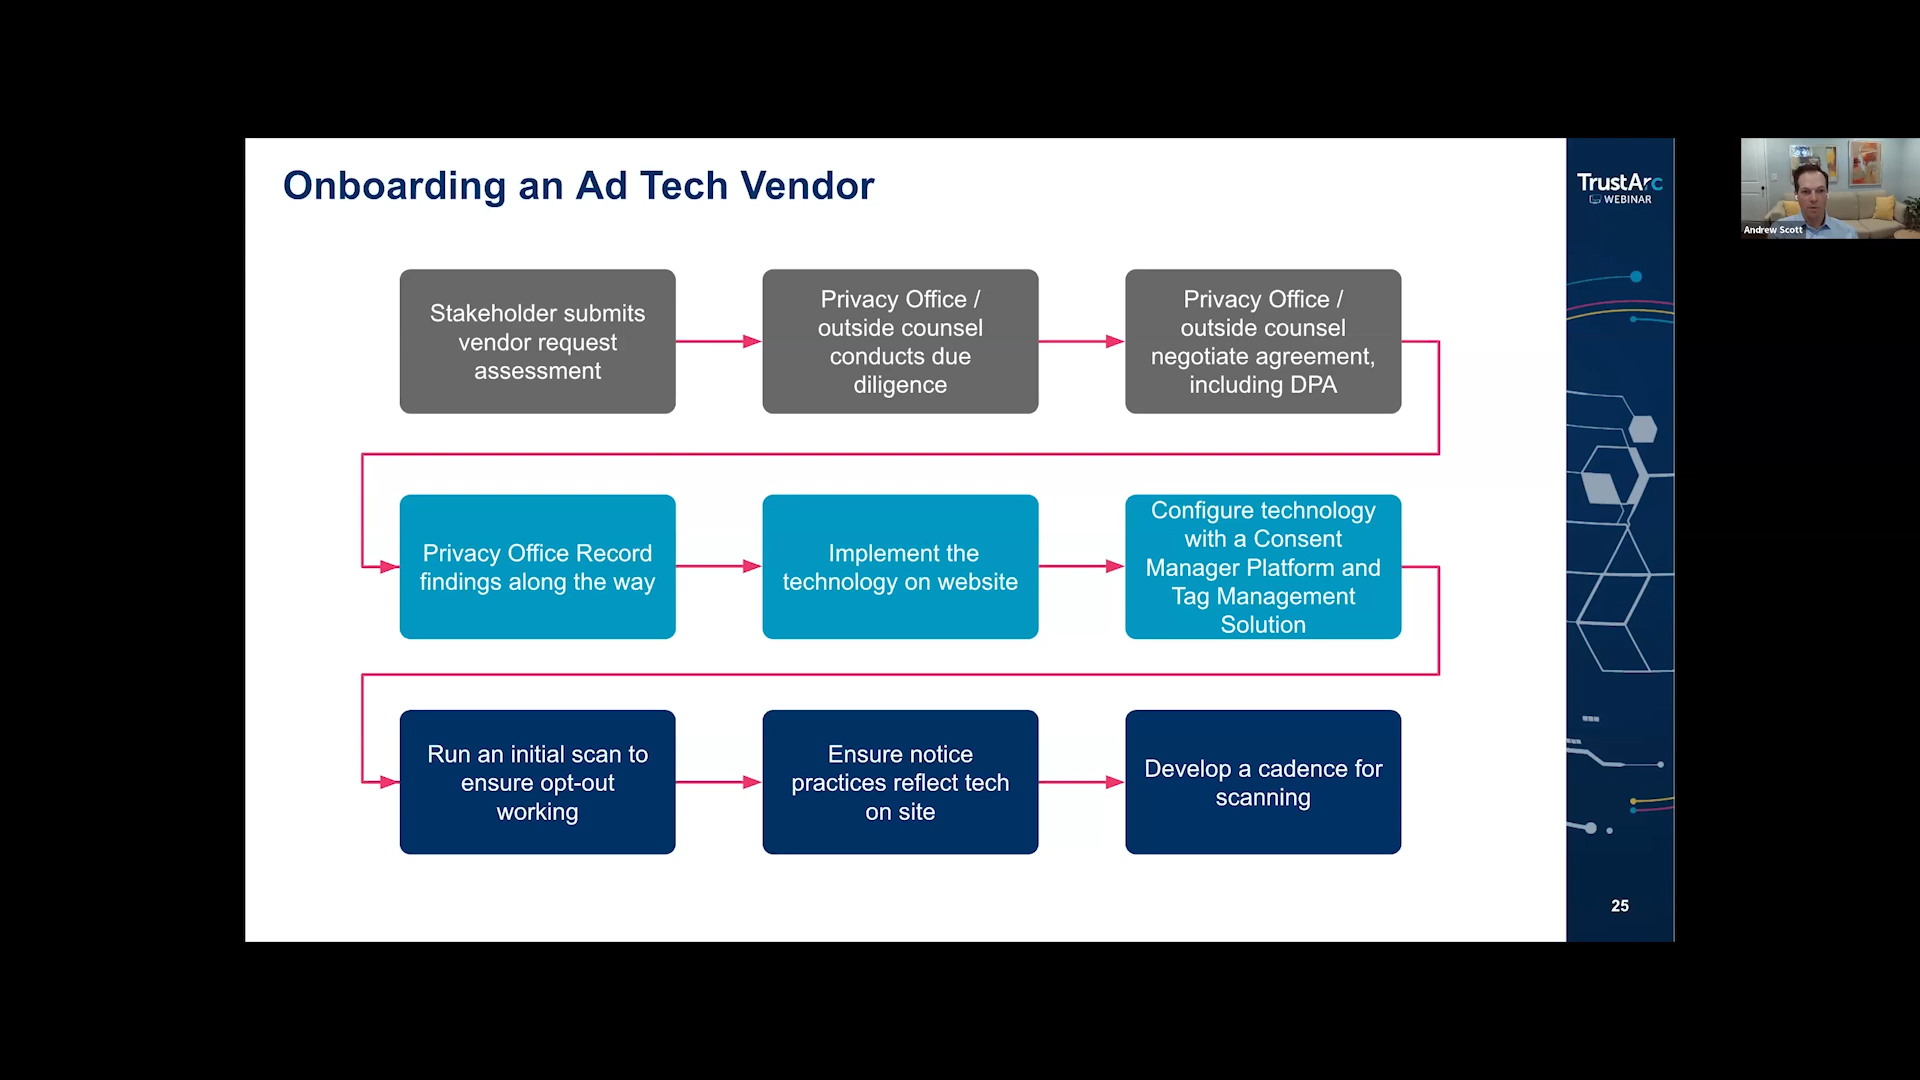 Onboarding an Ad Tech Vendor
TrustArc
WEBINAR
Andrew Scott
Stakeholder submits
vendor request
assessment
Privacy Office /
outside counsel
conducts due
diligence
Privacy Office /
outside counsel
negotiate agreement,
including DPA
Privacy Office Record
findings along the way
Implement the
technology on website
Configure technology
with a Consent
Manager Platform and
Tag Management
Solution
Run an initial scan to
ensure opt-out
working
Ensure notice
practices reflect tech
on site
Develop a cadence for
scanning
25